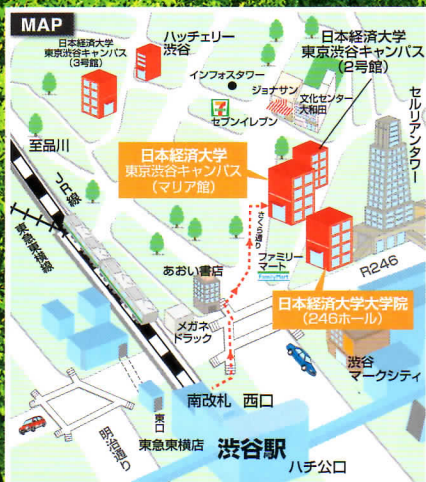 MAP
日本経済大学
東京渋谷キャンパス
(3号館)
ハッチェリー
渋谷
日本経済大学
東京渋谷キャンパス
(2号館)
インフォスタワー
ジョナサン
文化センター
大和田
セブンイレブン
セルリアンタワー
至品川
日本経済大学
東京渋谷キャンパス
(マリア館)
JR線
東急東横線
さくら通り
あおい書店
ファミリー
マート
FamilyMart
R246
日本経済大学大学院
(246ホール)
メガネ
ドラッグ
渋谷
マークシティ
南改札 西口
東口
明治通り
東急東横店
渋谷駅
ハチ公口